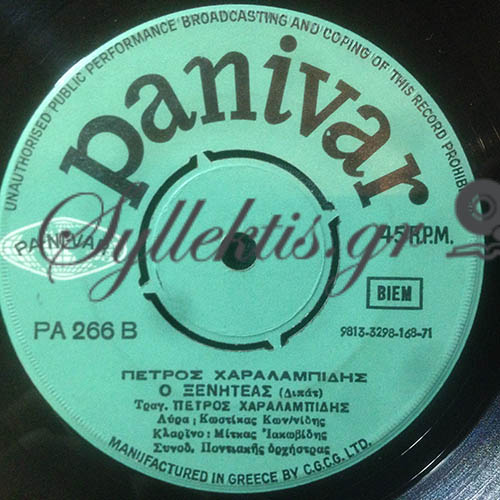 UNAUTHORISED PUBLIC PERFORMANCE BROADCASTING AND COPING OF THIS RECORD PROHIB
panivar
PANIVAR
Syllektis.gr
45 R.P.M.
BIEM
PA 266 B
9813-3298-168-71
ΠΕΤΡΟΣ ΧΑΡΑΛΑΜΠΙΔΗΣ
Ο ΞΕΝΗΤΕΑΣ (Διπάτ)
Τραγ. ΠΕΤΡΟΣ ΧΑΡΑΛΑΜΠΙΔΗΣ
Λύρα: Κωστίκας Κων/νίδης
Κλαρίνο: Μίτκας Ἰακωβίδης
Συνοδ. Ποντιακῆς ὀρχήστρας
MANUFACTURED IN GREECE BY C.G.C.G. LTD.